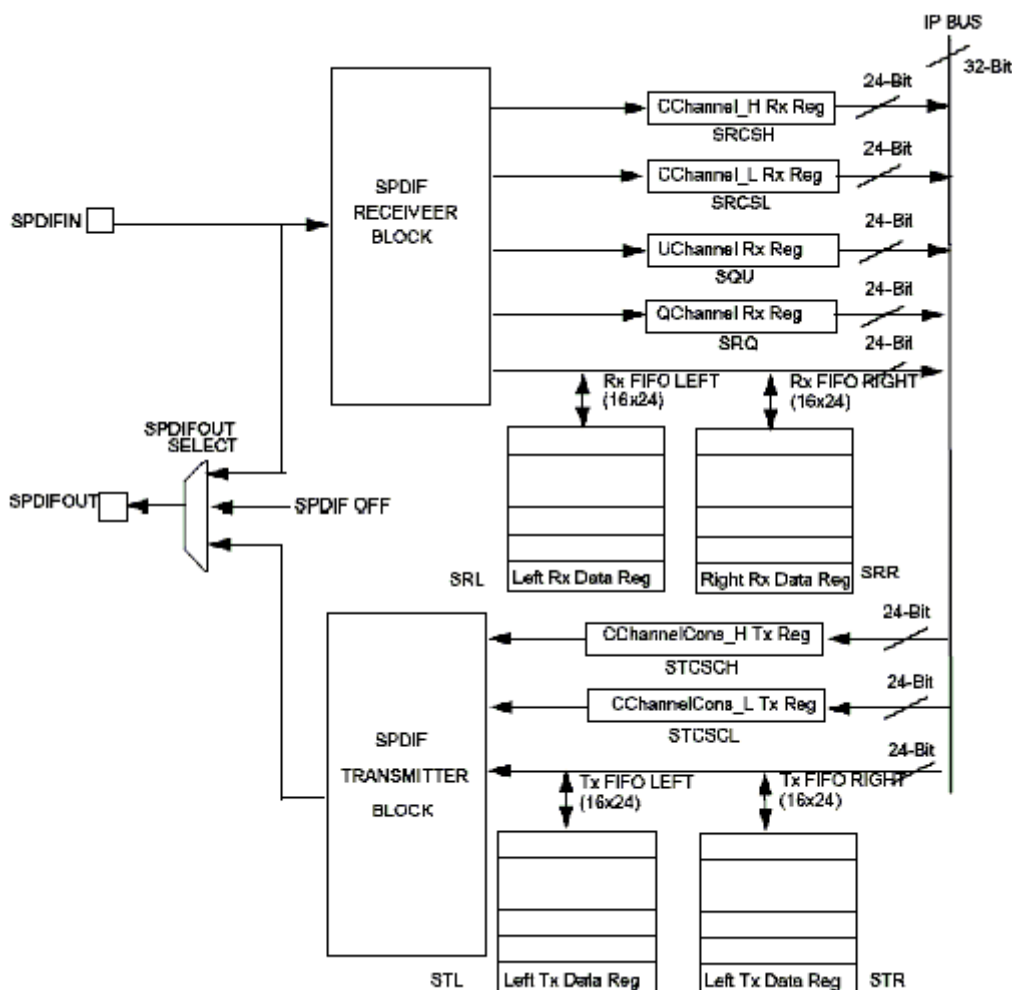 IP BUS
32-Bit
24-Bit
CChannel_H Rx Reg
SRCSH
24-Bit
CChannel_L Rx Reg
SRCSL
SPDIF
RECEIVEER
BLOCK
SPDIFIN
24-Bit
UChannel Rx Reg
SQU
24-Bit
QChannel Rx Reg
SRQ
24-Bit
Rx FIFO LEFT
(16x24)
Rx FIFO RIGHT
(16x24)
SPDIFOUT
SELECT
SPDIFOUT
SPDIF OFF
SRL
Left Rx Data Reg
Right Rx Data Reg
SRR
24-Bit
CChannelCons_H Tx Reg
STCSCH
24-Bit
CChannelCons_L Tx Reg
STCSCL
SPDIF
TRANSMITTER
BLOCK
24-Bit
Tx FIFO LEFT
(16x24)
Tx FIFO RIGHT
(16x24)
STL
Left Tx Data Reg
Left Tx Data Reg
STR